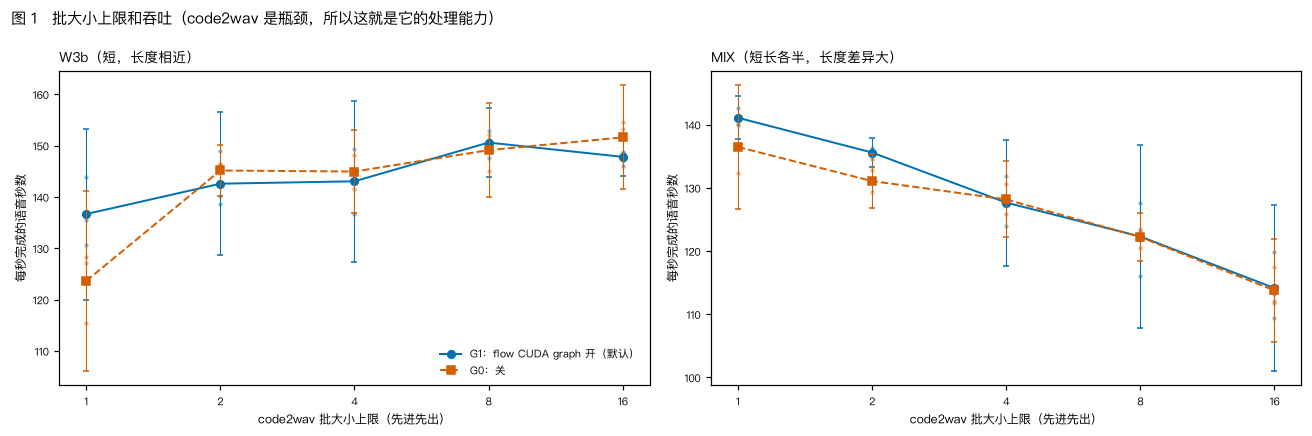 图 1　批大小上限和吞吐（code2wav 是瓶颈，所以这就是它的处理能力）
W3b（短，长度相近）
每秒完成的语音秒数
160
150
140
130
120
110
G1：flow CUDA graph 开（默认）
G0：关
1 2 4 8 16
code2wav 批大小上限（先进先出）
MIX（短长各半，长度差异大）
每秒完成的语音秒数
140
130
120
110
100
1 2 4 8 16
code2wav 批大小上限（先进先出）